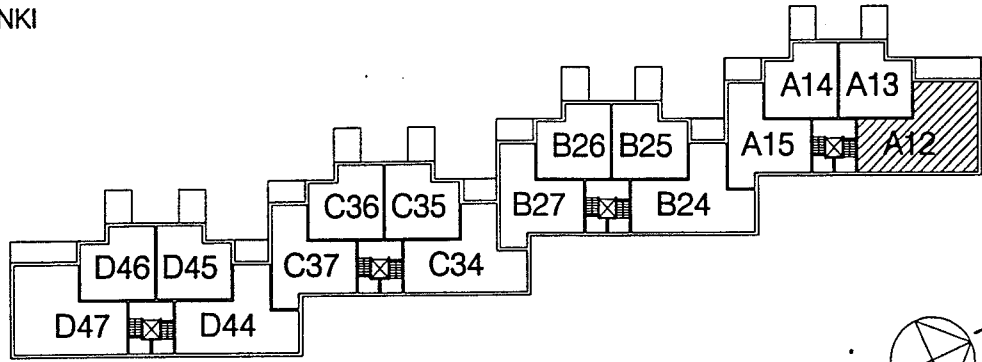 NKI
A14 A13
A15 A12
B26 B25
B27 B24
C36 C35
C37 C34
D46 D45
D47 D44